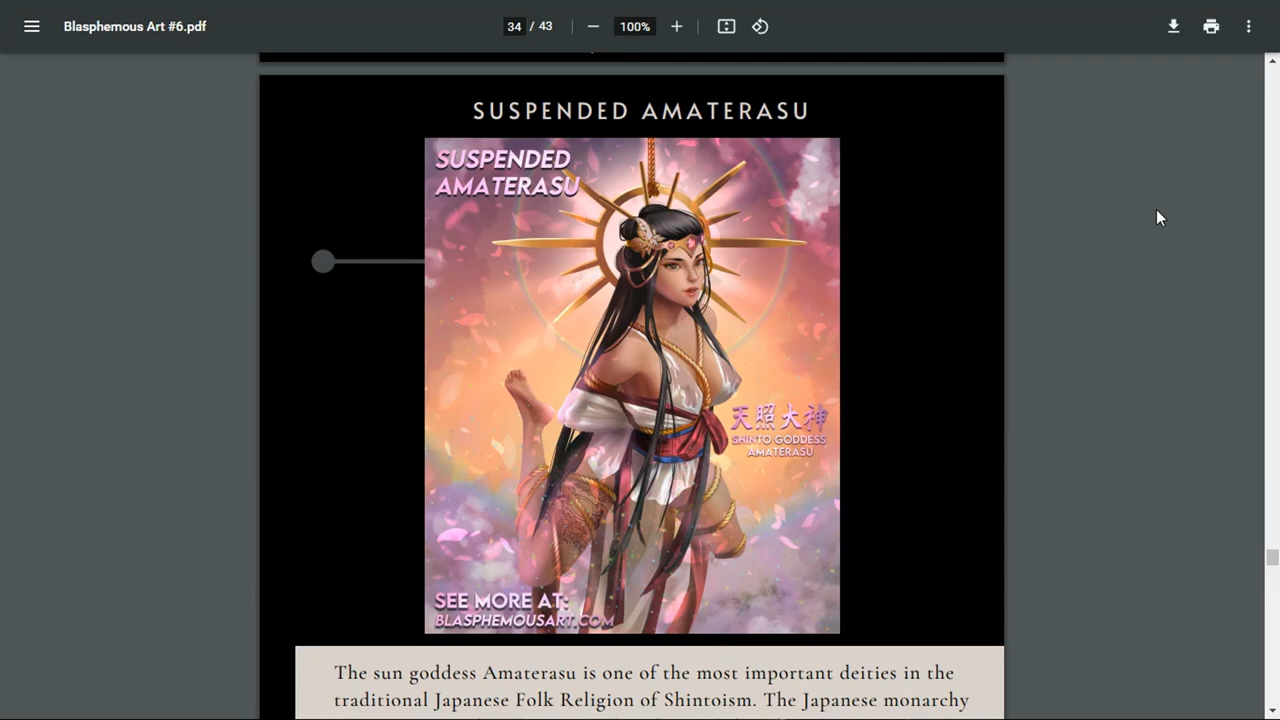 Blasphemous Art #6.pdf
34 / 43
100%
SUSPENDED AMATERASU
SUSPENDED
AMATERASU
天照大神
SHINTO GODDESS
AMATERASU
SEE MORE AT:
BLASPHEMOUSART.COM
The sun goddess Amaterasu is one of the most important deities in the
traditional Japanese Folk Religion of Shintoism. The Japanese monarchy